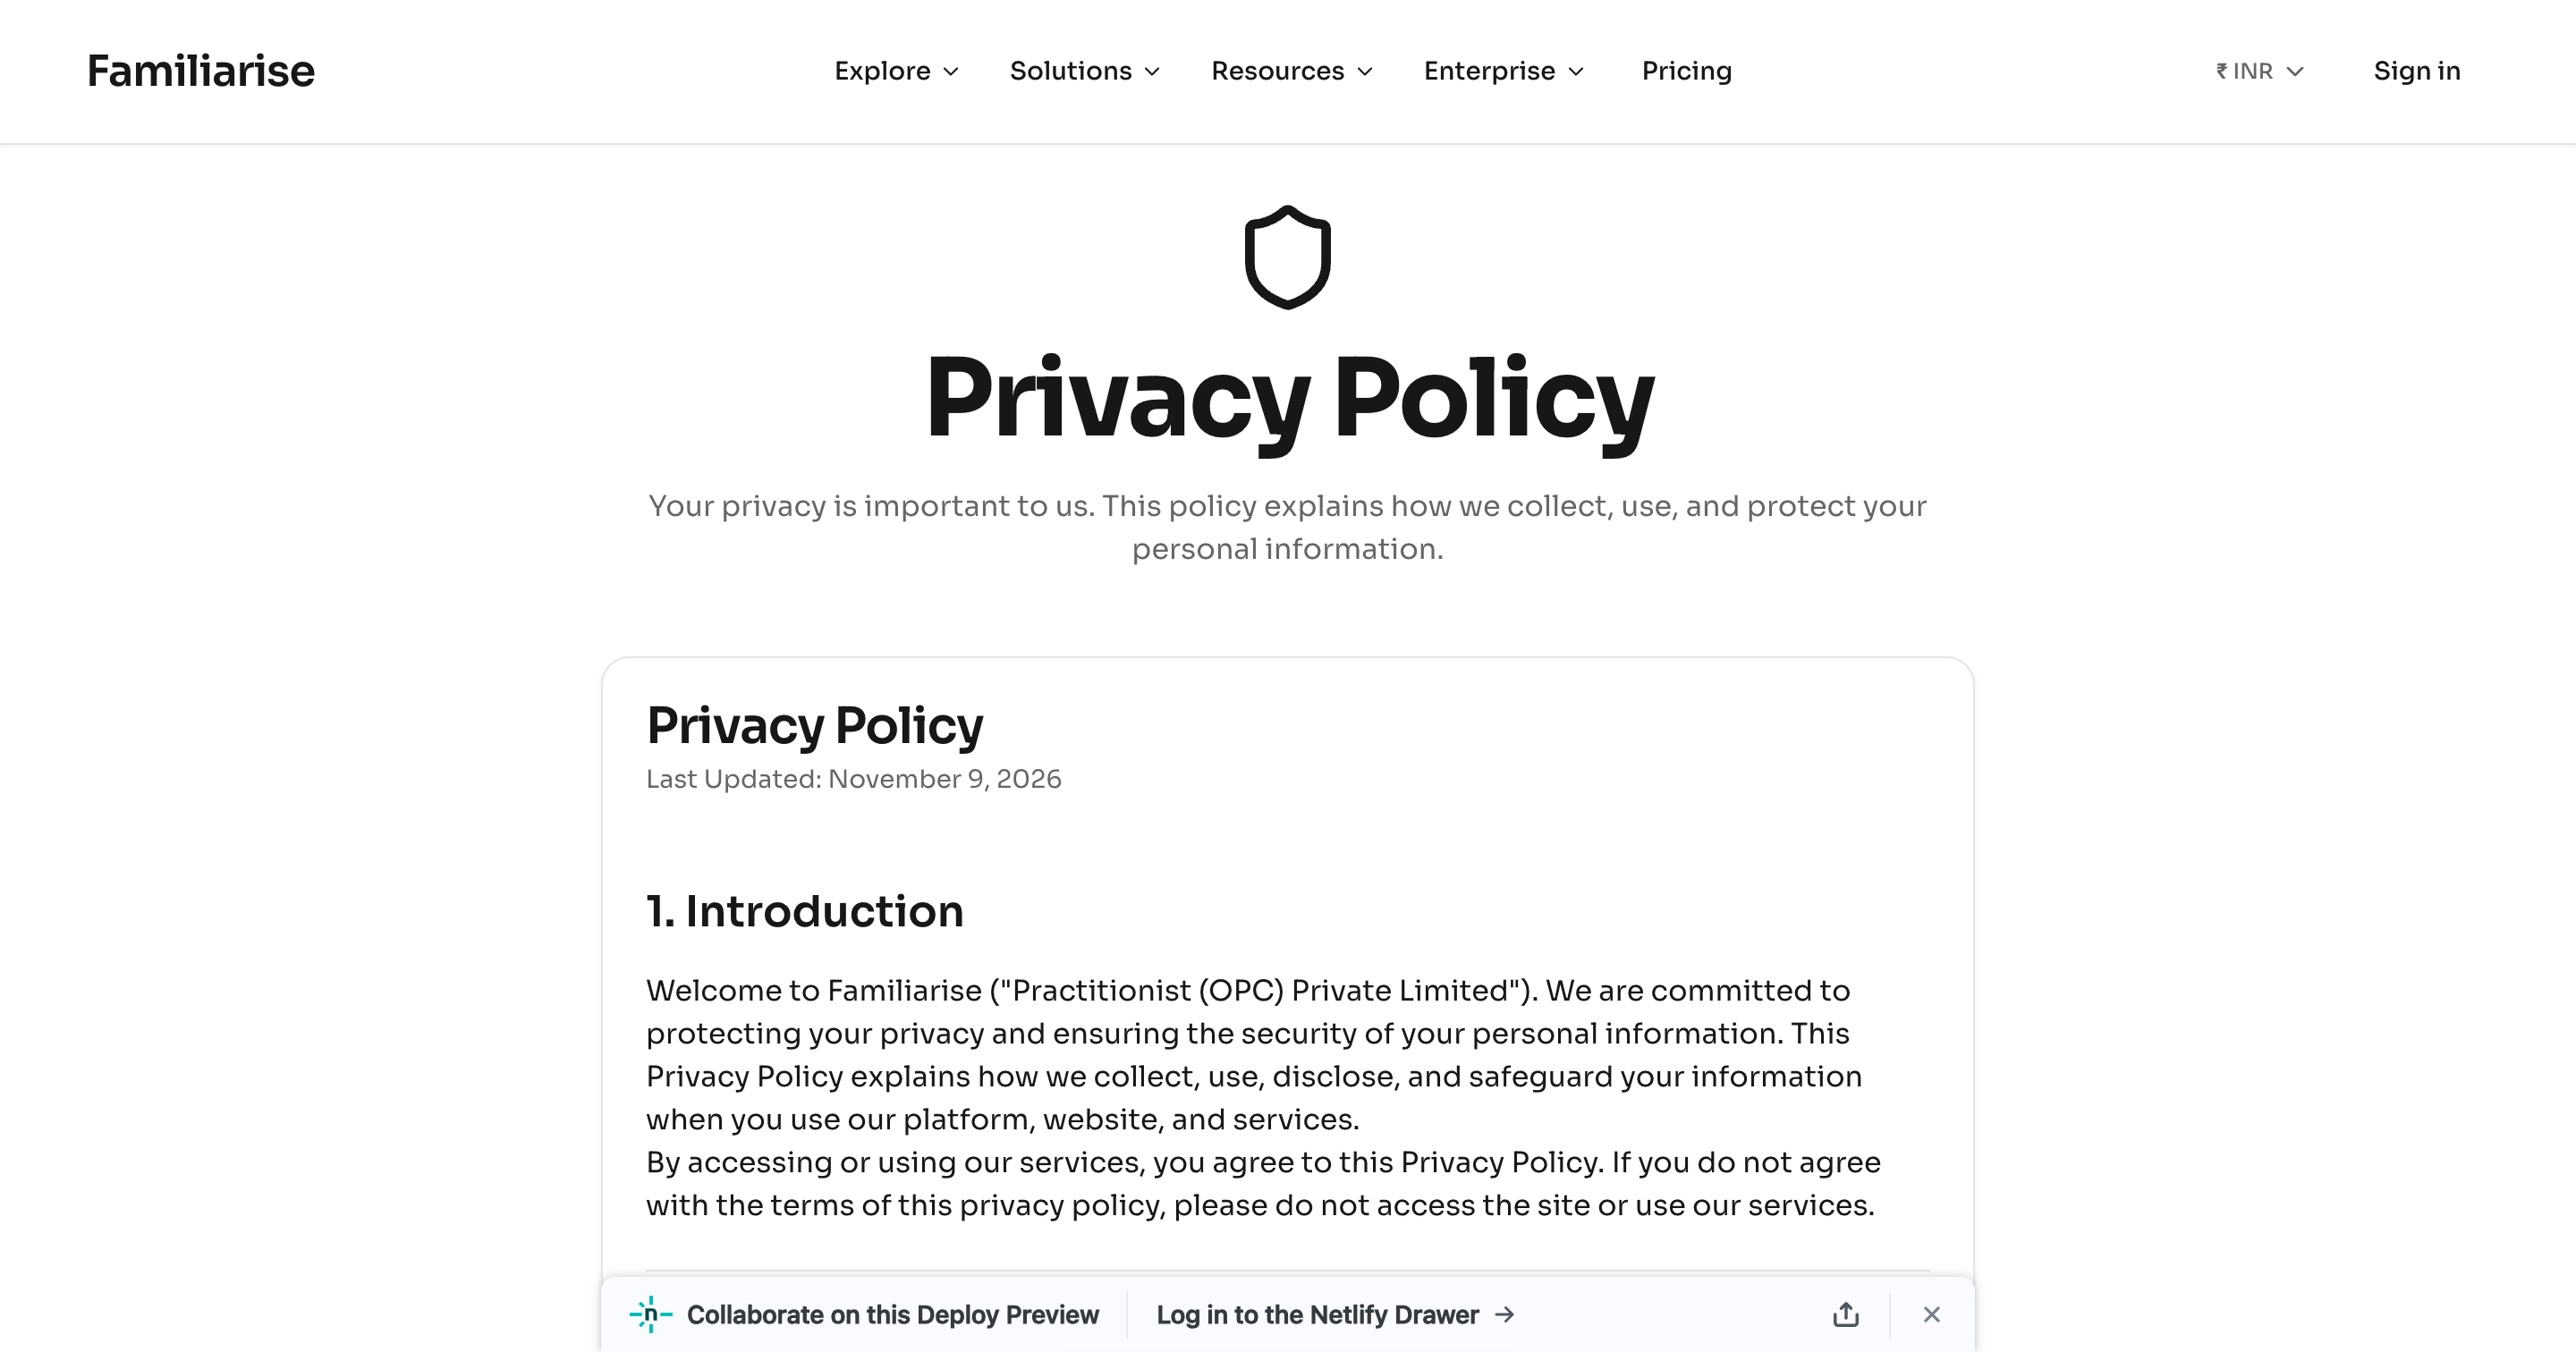 Familiarise
Explore
Solutions
Resources
Enterprise
Pricing
₹ INR
Sign in
Privacy Policy
Your privacy is important to us. This policy explains how we collect, use, and protect your
personal information.
Privacy Policy
Last Updated: November 9, 2026
1. Introduction
Welcome to Familiarise ("Practitionist (OPC) Private Limited"). We are committed to
protecting your privacy and ensuring the security of your personal information. This
Privacy Policy explains how we collect, use, disclose, and safeguard your information
when you use our platform, website, and services.
By accessing or using our services, you agree to this Privacy Policy. If you do not agree
with the terms of this privacy policy, please do not access the site or use our services.
Collaborate on this Deploy Preview
Log in to the Netlify Drawer →